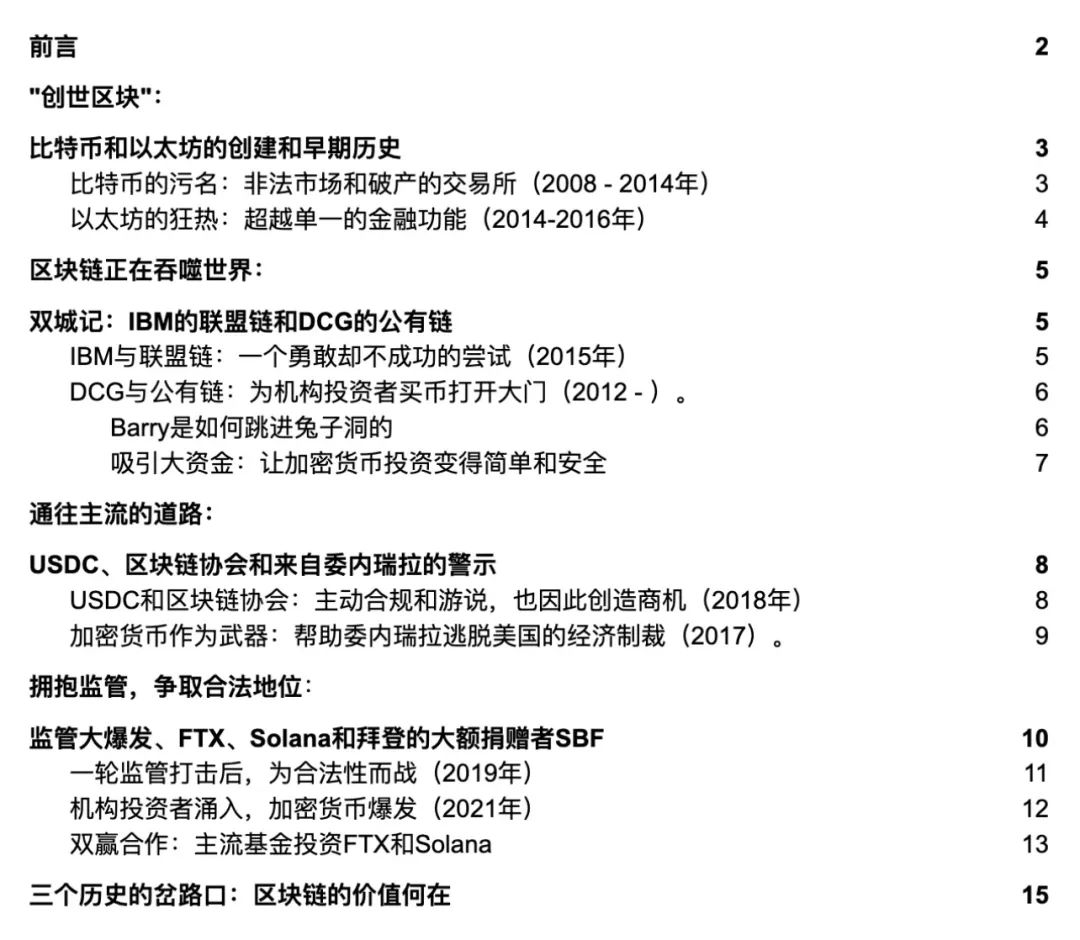 前言 2
"创世区块":
比特币和以太坊的创建和早期历史 3
比特币的污名：非法市场和破产的交易所（2008 - 2014年） 3
以太坊的狂热：超越单一的金融功能（2014-2016年） 4
区块链正在吞噬世界： 5
双城记：IBM的联盟链和DCG的公有链 5
IBM与联盟链：一个勇敢却不成功的尝试（2015年） 5
DCG与公有链：为机构投资者买币打开大门（2012 - ）。 6
Barry是如何跳进兔子洞的 6
吸引大资金：让加密货币投资变得简单和安全 7
通往主流的道路：
USDC、区块链协会和来自委内瑞拉的警示 8
USDC和区块链协会：主动合规和游说，也因此创造商机（2018年） 8
加密货币作为武器：帮助委内瑞拉逃脱美国的经济制裁（2017）。 9
拥抱监管，争取合法地位：
监管大爆发、FTX、Solana和拜登的大额捐赠者SBF 10
一轮监管打击后，为合法性而战（2019年） 11
机构投资者涌入，加密货币爆发（2021年） 12
双赢合作：主流基金投资FTX和Solana 13
三个历史的岔路口：区块链的价值何在 15